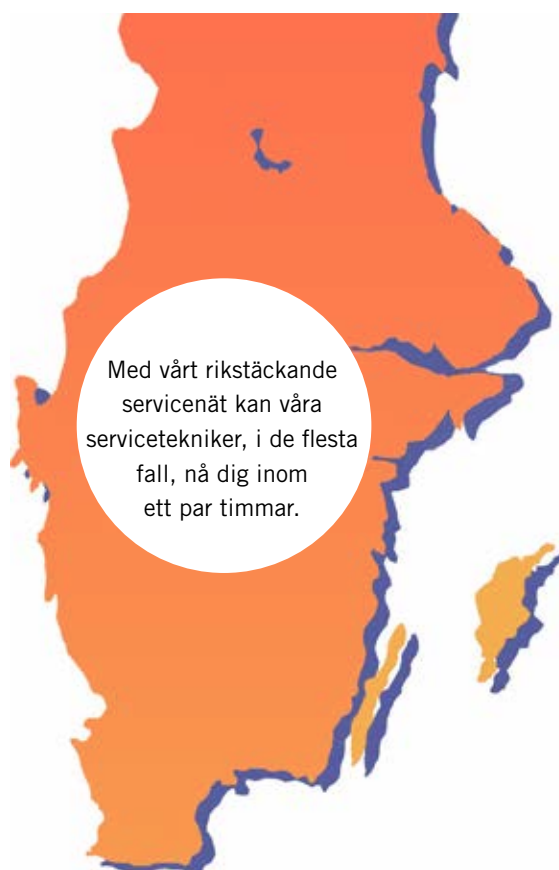 Med vårt rikstäckande
servicenät kan våra
servicetekniker, i de flesta
fall, nå dig inom
ett par timmar.